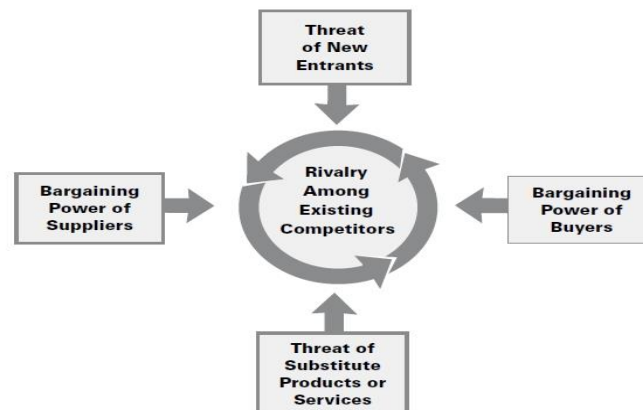 Threat
of New
Entrants
Bargaining
Power of
Suppliers
Rivalry
Among
Existing
Competitors
Bargaining
Power of
Buyers
Threat of
Substitute
Products or
Services